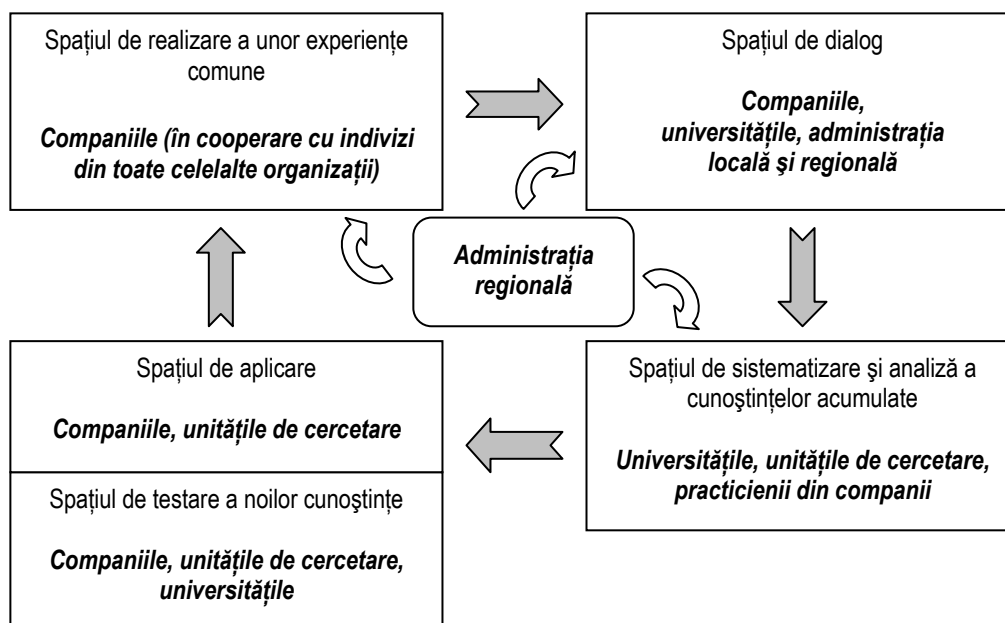 Spațiul de realizare a unor experiențe
comune
Companiile (în cooperare cu indivizi
din toate celelalte organizații)
Spațiul de dialog
Companiile,
universitățile, administrația
locală şi regională
Administrația
regională
Spațiul de aplicare
Companiile, unitățile de cercetare
Spațiul de testare a noilor cunoştințe
Companiile, unitățile de cercetare,
universitățile
Spațiul de sistematizare şi analiză a
cunoştințelor acumulate
Universitățile, unitățile de cercetare,
practicienii din companii